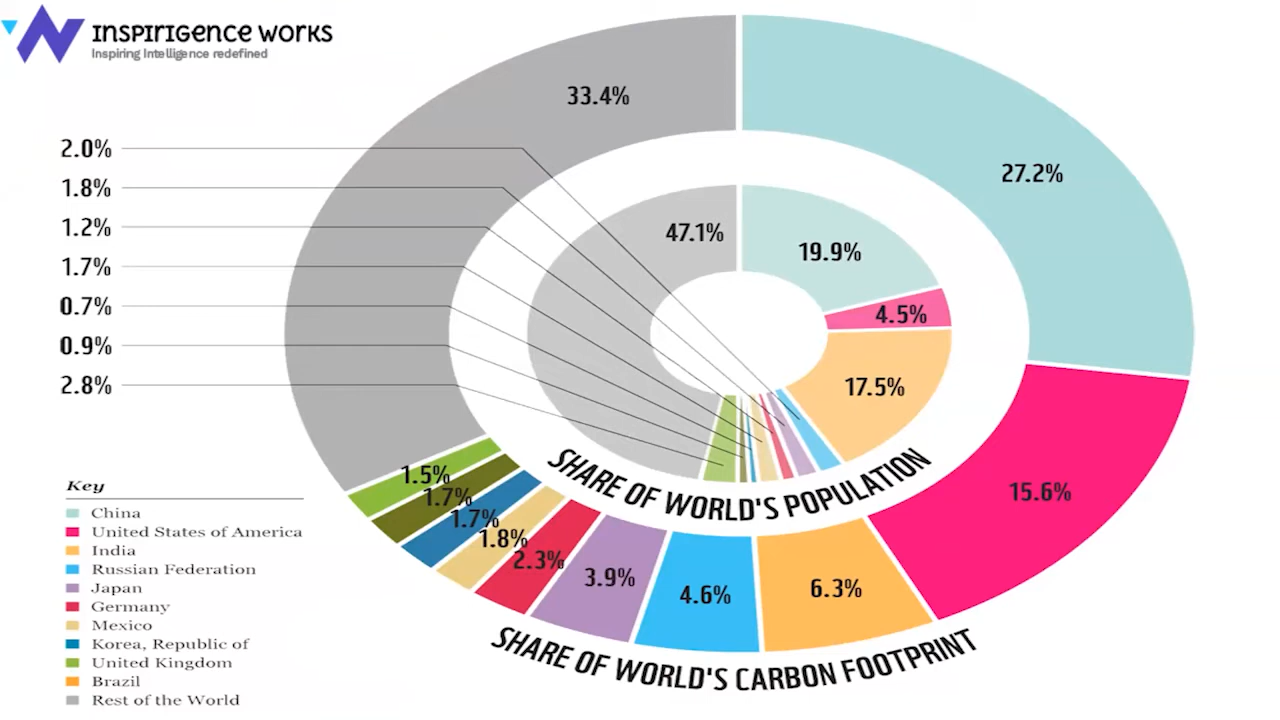 INSPIRIGENCE WORKS
Inspiring Intelligence redefined
33.4%
27.2%
2.0%
1.8%
1.2%
1.7%
0.7%
0.9%
2.8%
47.1%
19.9%
4.5%
17.5%
SHARE OF WORLD'S POPULATION
15.6%
1.5%
1.7%
1.7%
1.8%
2.3%
3.9%
4.6%
6.3%
SHARE OF WORLD'S CARBON FOOTPRINT
Key
China
United States of America
India
Russian Federation
Japan
Germany
Mexico
Korea, Republic of
United Kingdom
Brazil
Rest of the World